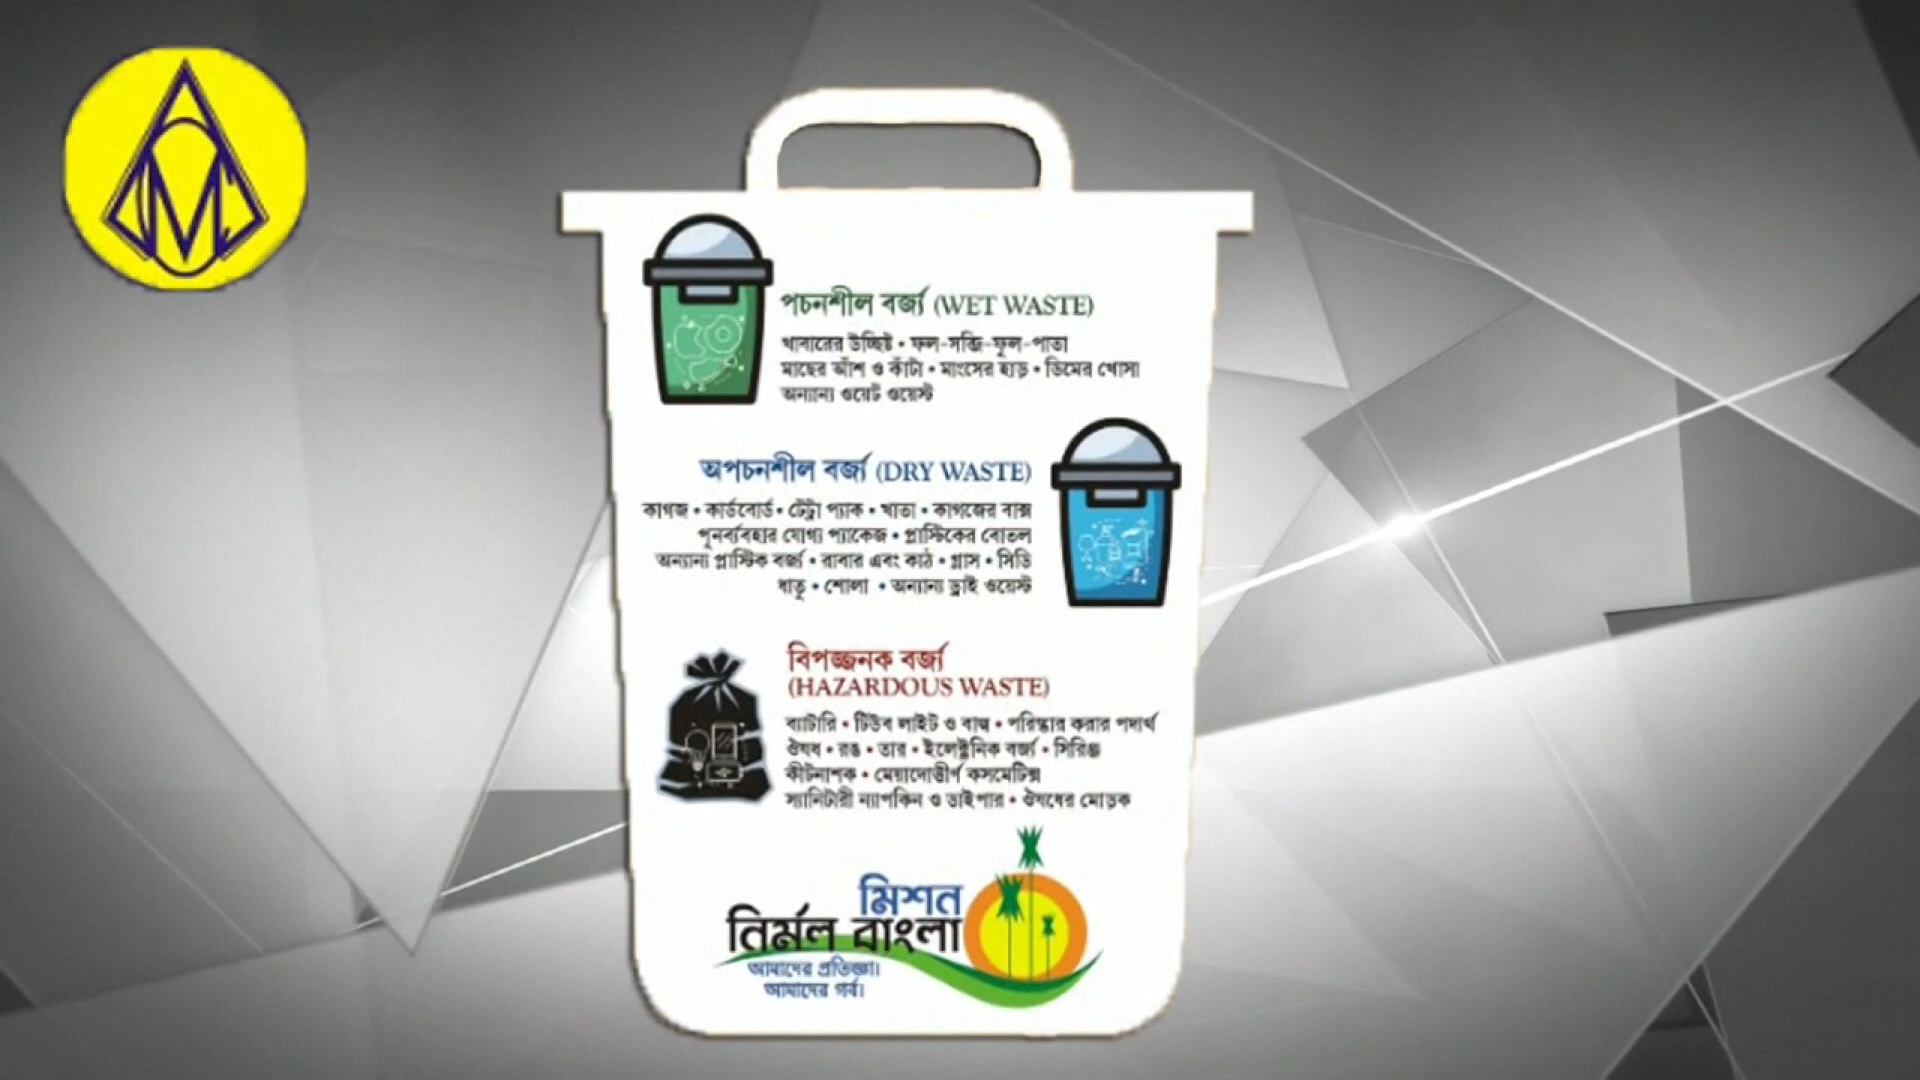 পচনশীল বর্জ্য (WET WASTE)
খাবারের উচ্ছিষ্ট • ফল-সব্জি-ফুল-পাতা
মাছের আঁশ ও কাঁটা • মাংসের হাড় • ডিমের খোসা
অন্যান্য ওয়েট ওয়েস্ট
অপচনশীল বর্জ্য (DRY WASTE)
কাগজ • কার্ডবোর্ড • টেট্রা প্যাক • খাতা • কাগজের বাক্স
পূনর্ব্যবহার যোগ্য প্যাকেজ • প্লাস্টিকের বোতল
অন্যান্য প্লাস্টিক বর্জ্য • রাবার এবং কাঠ • গ্লাস • সিডি
ধাতু • শোলা • অন্যান্য ড্রাই ওয়েস্ট
বিপজ্জনক বর্জ্য
(HAZARDOUS WASTE)
ব্যাটারি • টিউব লাইট ও বাল্ব • পরিষ্কার করার পদার্থ
ঔষধ • রঙ • তার • ইলেক্ট্রনিক বর্জ্য • সিরিঞ্জ
কীটনাশক • মেয়াদোত্তীর্ণ কসমেটিক্স
স্যানিটারী ন্যাপকিন ও ডাইপার • ঔষধের মোড়ক
মিশন
নির্মল বাংলা
আমাদের প্রতিজ্ঞা।
আমাদের গর্ব।